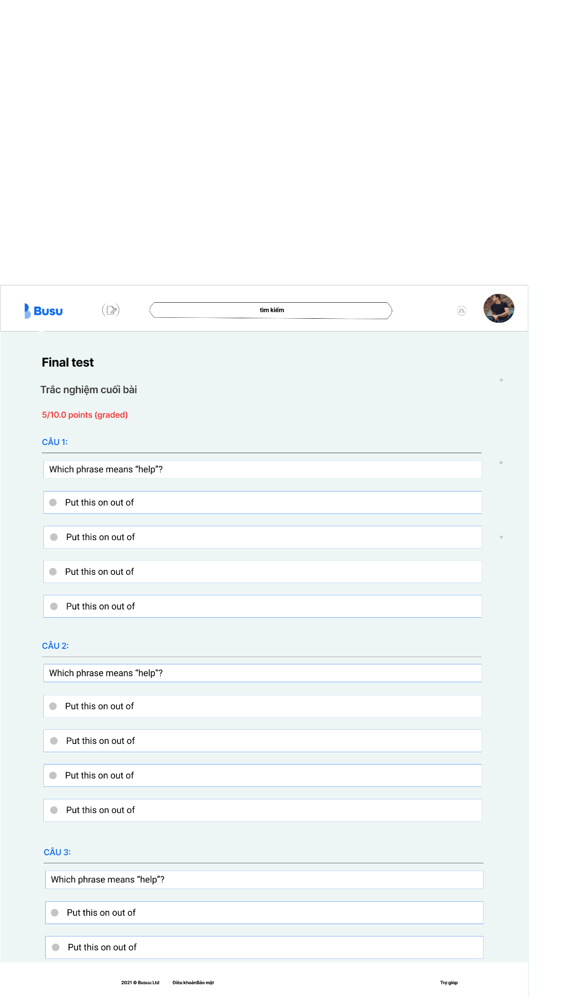 Busu
tìm kiếm
Final test
Trắc nghiệm cuối bài
5/10.0 points (graded)
CÂU 1:
Which phrase means “help”?
Put this on out of
Put this on out of
Put this on out of
Put this on out of
CÂU 2:
Which phrase means “help”?
Put this on out of
Put this on out of
Put this on out of
Put this on out of
CÂU 3:
Which phrase means “help”?
Put this on out of
Put this on out of
2021 © Busuu Ltd Điều khoảnBảo mật Trợ giúp